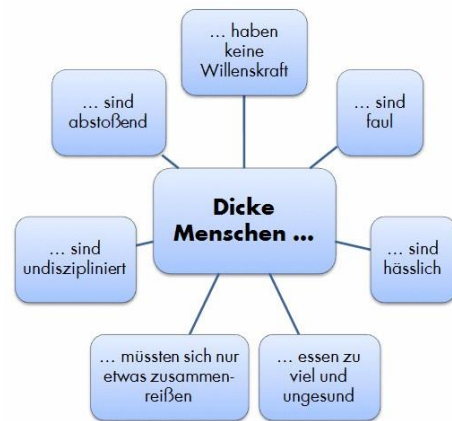 ... haben
keine
Willenskraft
... sind
abstoßend
... sind
faul
Dicke
Menschen ...
... sind
undiszipliniert
... sind
hässlich
... müssten sich nur
etwas zusammen-
reißen
... essen zu
viel und
ungesund